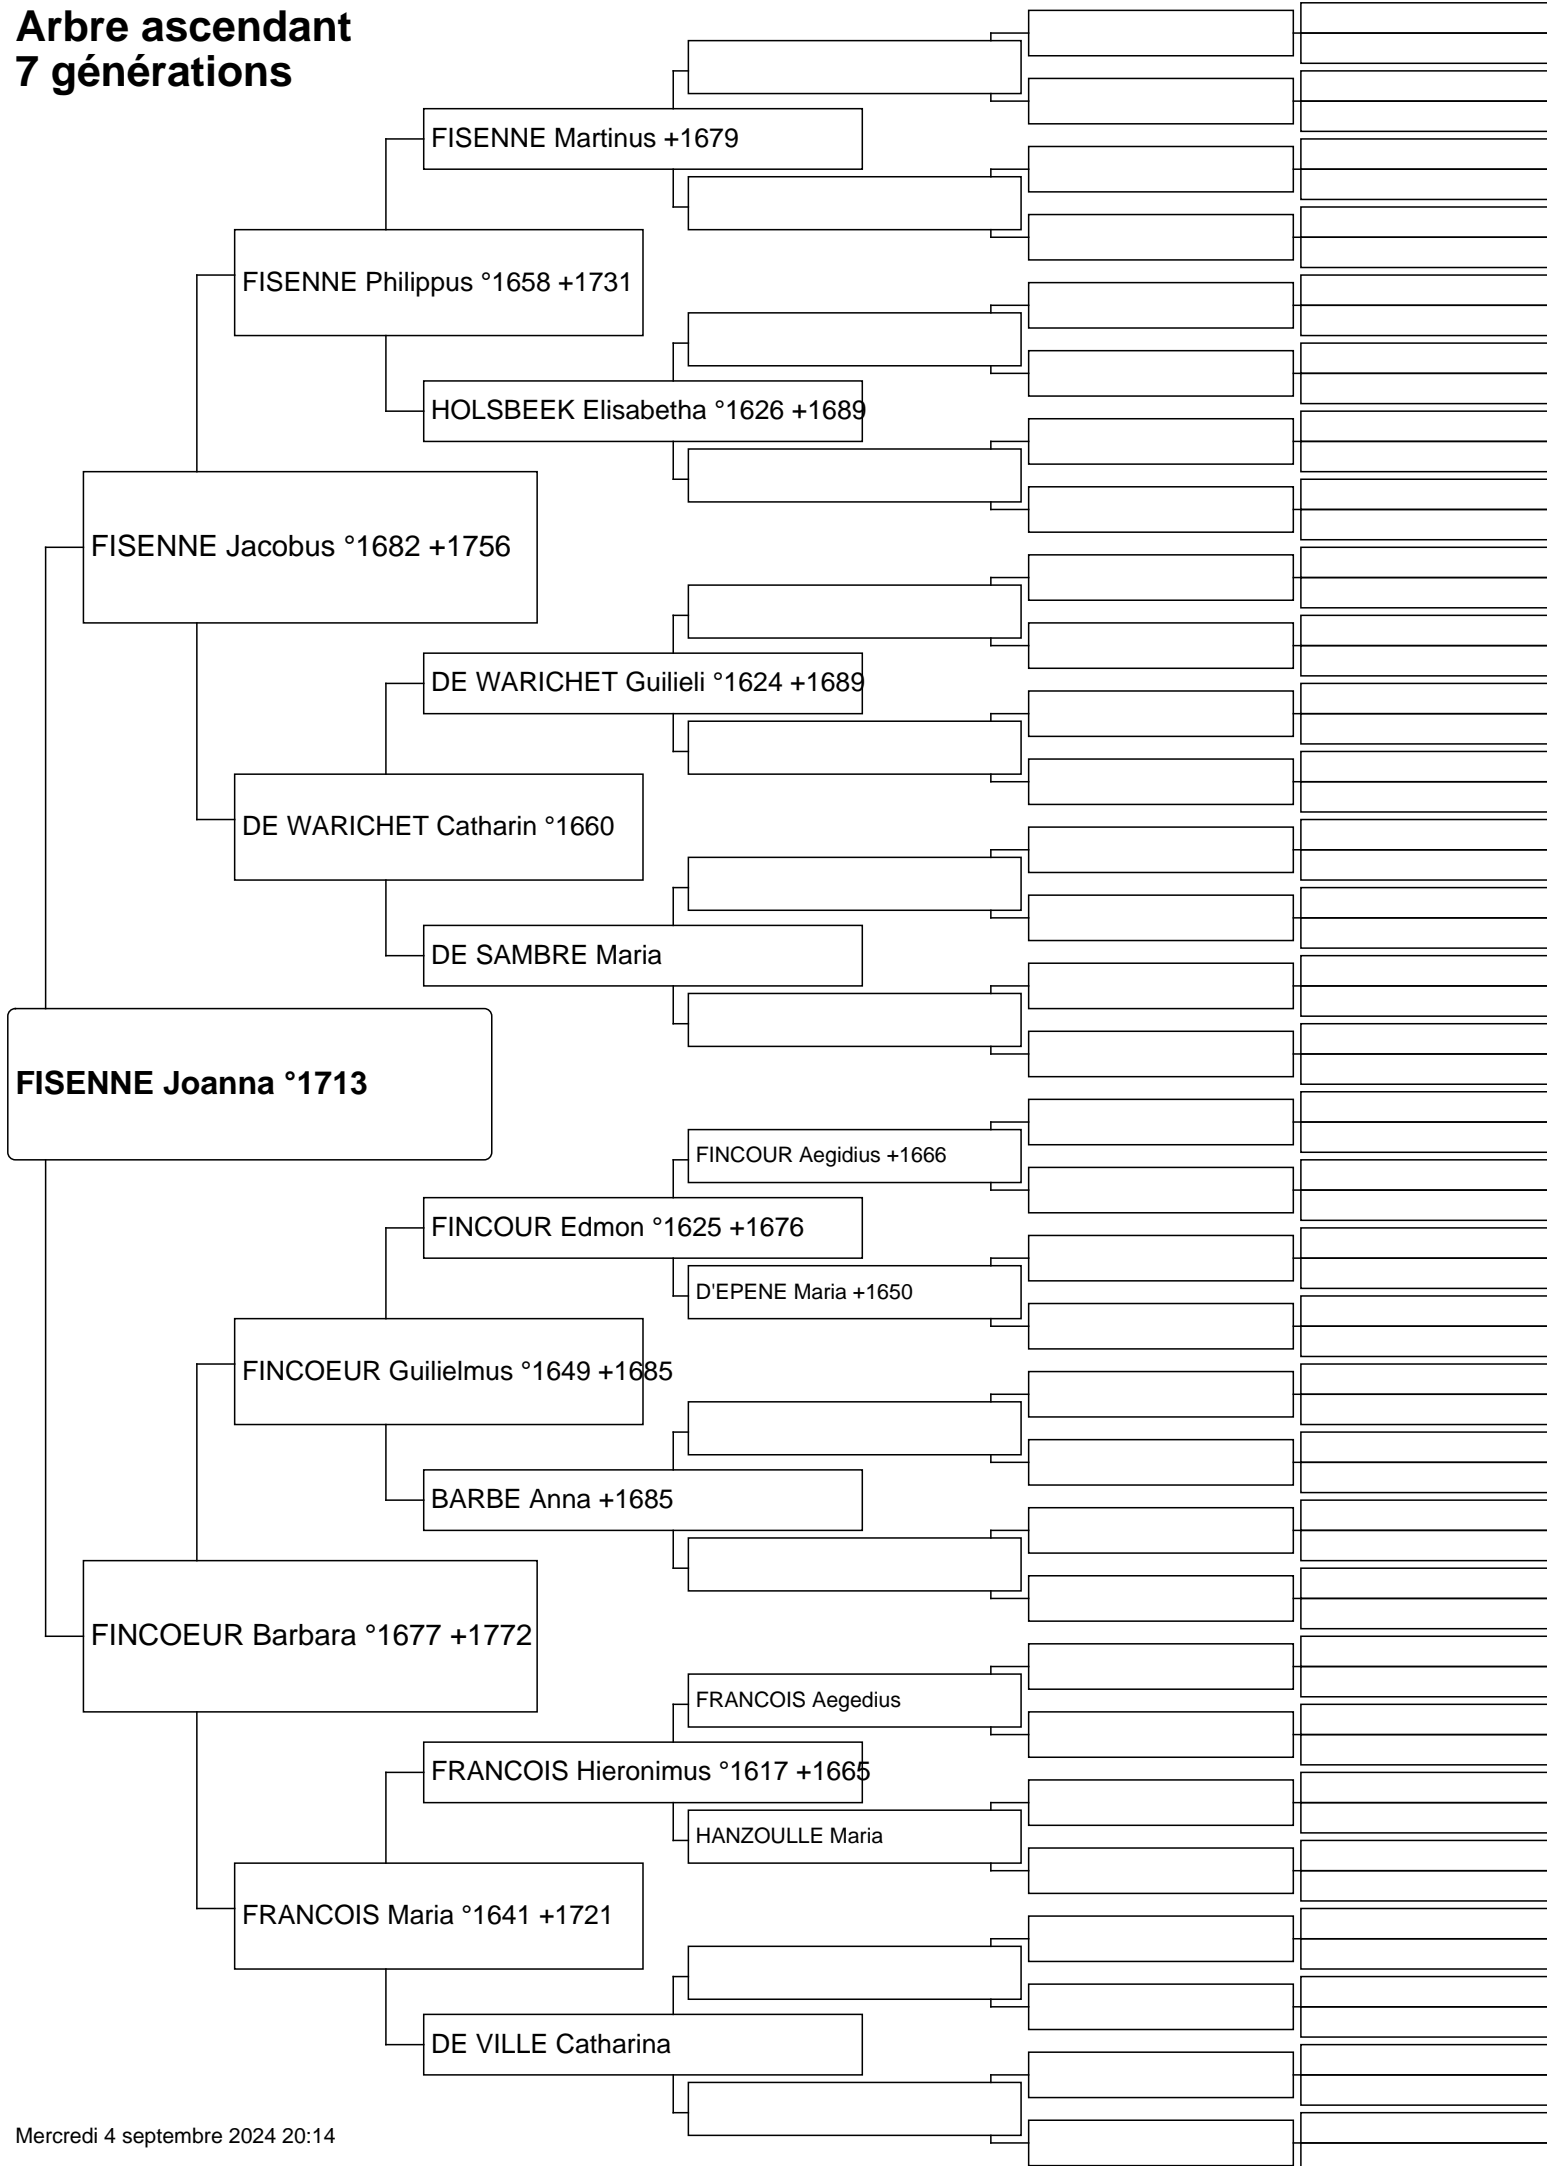 Arbre ascendant
7 générations
FISENNE Martinus +1679
FISENNE Philippus °1658 +1731
HOLSBEEK Elisabetha °1626 +1689
FISENNE Jacobus °1682 +1756
DE WARICHET Guilieli °1624 +1689
DE WARICHET Catharin °1660
DE SAMBRE Maria
FISENNE Joanna °1713
FINCOUR Aegidius +1666
FINCOUR Edmon °1625 +1676
D'EPENE Maria +1650
FINCOEUR Guilielmus °1649 +1685
BARBE Anna +1685
FINCOEUR Barbara °1677 +1772
FRANCOIS Aegedius
FRANCOIS Hieronimus °1617 +1665
HANZOULLE Maria
FRANCOIS Maria °1641 +1721
DE VILLE Catharina
Mercredi 4 septembre 2024 20:14